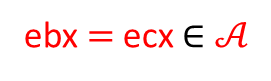 ebx = ecx ∈ 𝒜